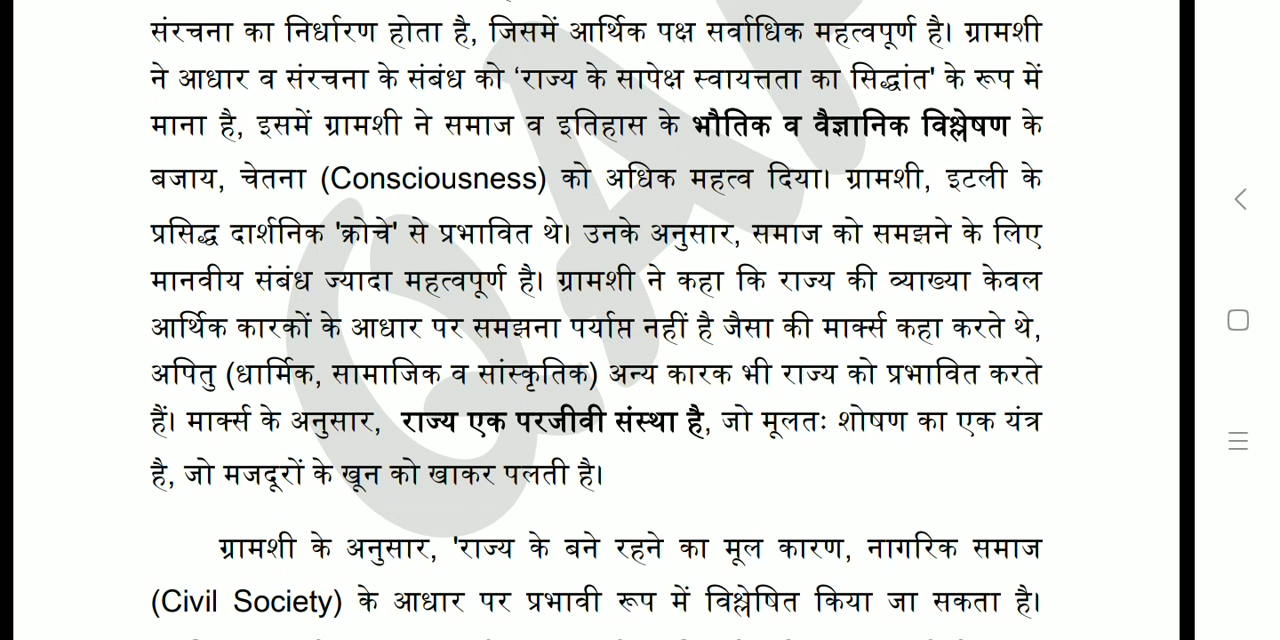 संरचना का निर्धारण होता है, जिसमें आर्थिक पक्ष सर्वाधिक महत्वपूर्ण है। ग्रामशी
ने आधार व संरचना के संबंध को ‘राज्य के सापेक्ष स्वायत्तता का सिद्धांत' के रूप में
माना है, इसमें ग्रामशी ने समाज व इतिहास के भौतिक व वैज्ञानिक विश्लेषण के
बजाय, चेतना (Consciousness) को अधिक महत्व दिया। ग्रामशी, इटली के
प्रसिद्ध दार्शनिक 'क्रोचे' से प्रभावित थे। उनके अनुसार, समाज को समझने के लिए
मानवीय संबंध ज्यादा महत्वपूर्ण है। ग्रामशी ने कहा कि राज्य की व्याख्या केवल
आर्थिक कारकों के आधार पर समझना पर्याप्त नहीं है जैसा की मार्क्स कहा करते थे,
अपितु (धार्मिक, सामाजिक व सांस्कृतिक) अन्य कारक भी राज्य को प्रभावित करते
हैं। मार्क्स के अनुसार, राज्य एक परजीवी संस्था है, जो मूलतः शोषण का एक यंत्र
है, जो मजदूरों के खून को खाकर पलती है।
ग्रामशी के अनुसार, 'राज्य के बने रहने का मूल कारण, नागरिक समाज
(Civil Society) के आधार पर प्रभावी रूप में विश्लेषित किया जा सकता है।